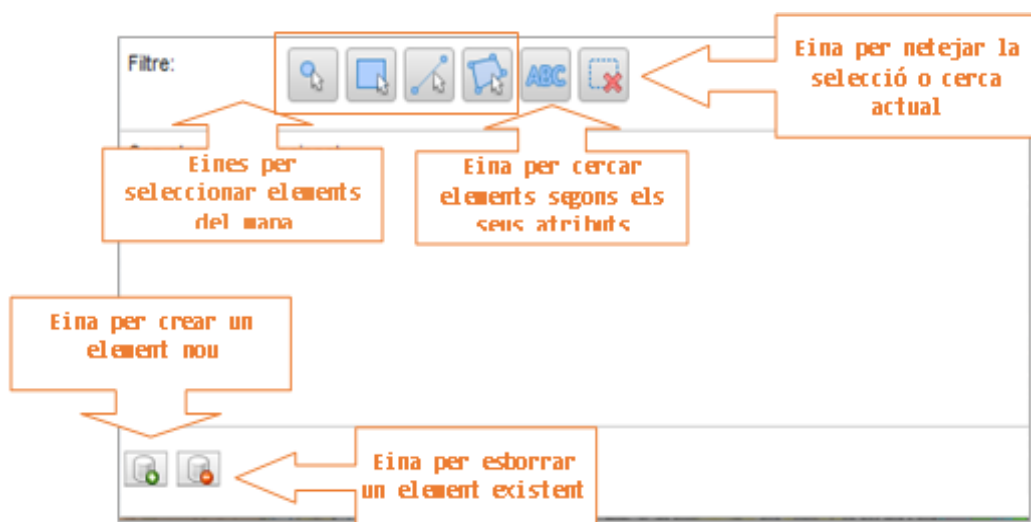 Filtre:
ABC
Eina per netejar la
selecció o cerca
actual
Eines per
seleccionar elements
del mapa
Eina per cercar
elements segons els
seus atributs
Eina per crear un
element nou
Eina per esborrar
un element existent